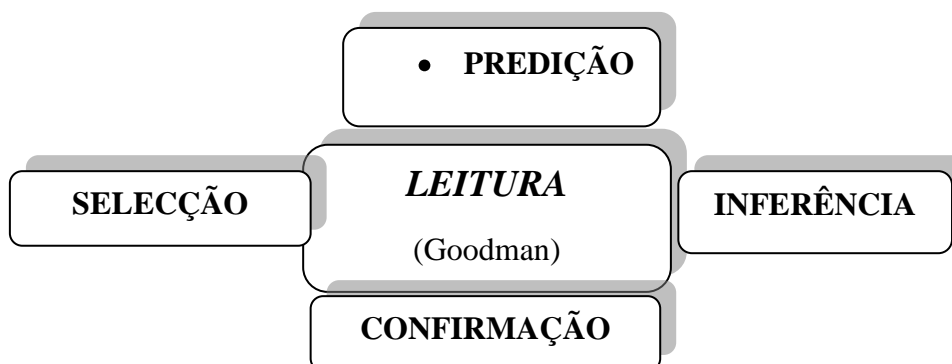 • PREDIÇÃO
SELECÇÃO
LEITURA
(Goodman)
INFERÊNCIA
CONFIRMAÇÃO